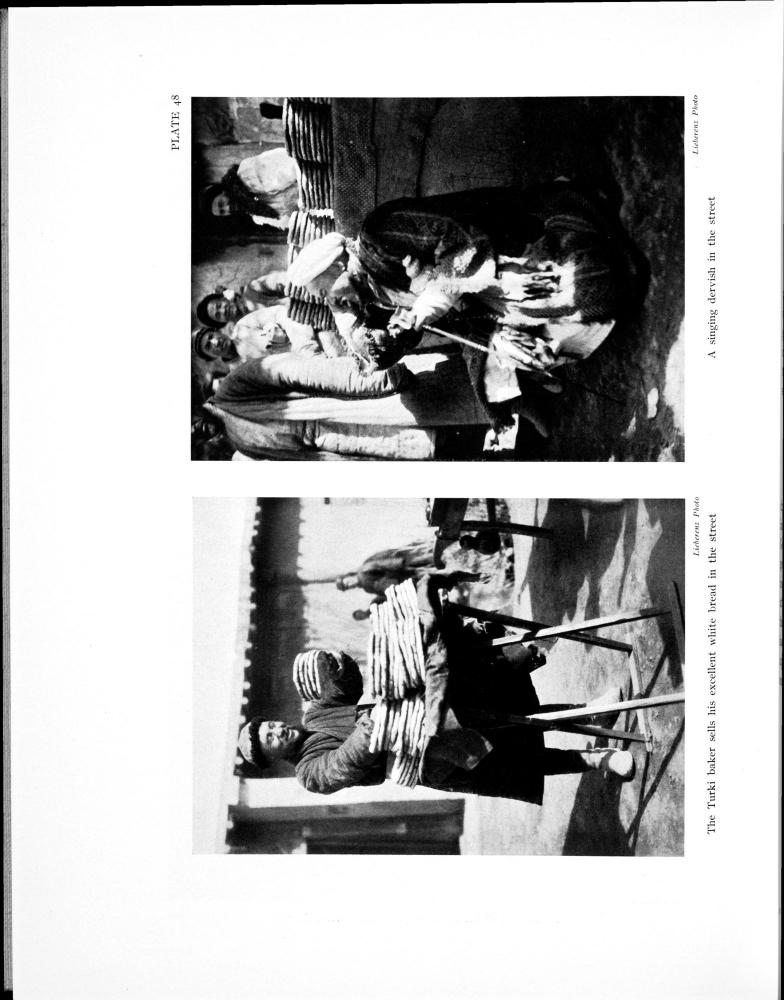 PLATE 48
Lieberenz Photo
The Turki baker sells his excellent white bread in the street
Lieberenz Photo
A singing dervish in the street